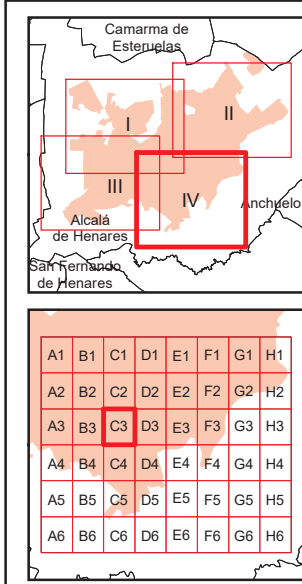 Camarma de
Esteruelas
I
II
III
IV
Anchuelo
Alcalá
de Henares
San Fernando
de Henares
A1 B1 C1 D1 E1 F1 G1 H1
A2 B2 C2 D2 E2 F2 G2 H2
A3 B3 C3 D3 E3 F3 G3 H3
A4 B4 C4 D4 E4 F4 G4 H4
A5 B5 C5 D5 E5 F5 G5 H5
A6 B6 C6 D6 E6 F6 G6 H6